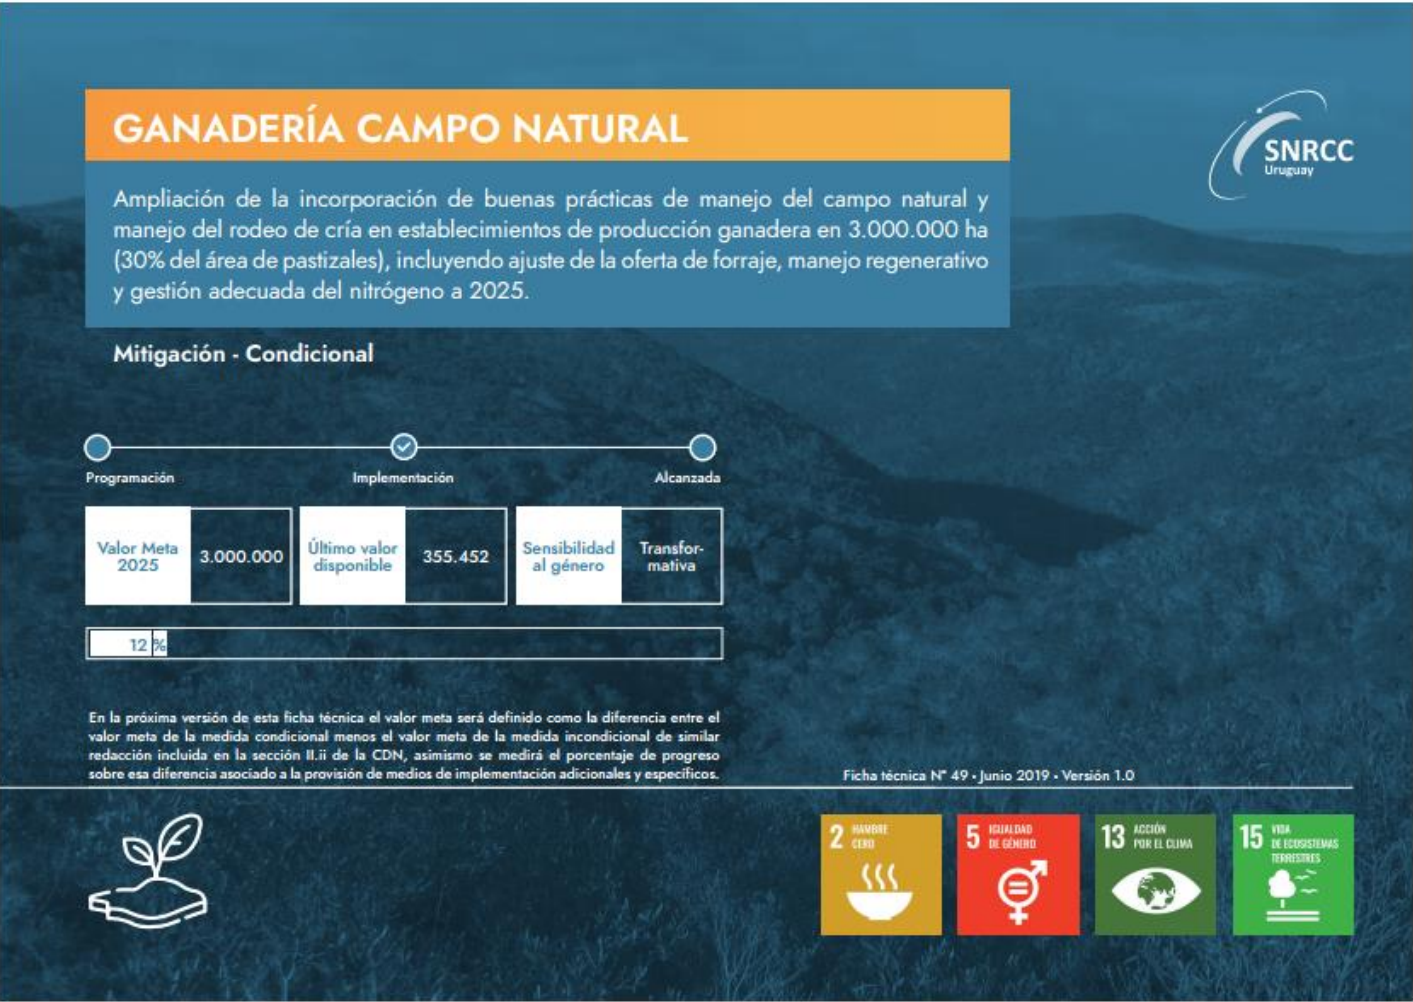 GANADERÍA CAMPO NATURAL
SNRCC
Uruguay
Ampliación de la incorporación de buenas prácticas de manejo del campo natural y
manejo del rodeo de cría en establecimientos de producción ganadera en 3.000.000 ha
(30% del área de pastizales), incluyendo ajuste de la oferta de forraje, manejo regenerativo
y gestión adecuada del nitrógeno a 2025.
Mitigación - Condicional
Programación
Implementación
Alcanzada
Valor Meta
2025
3.000.000
Último valor
disponible
355.452
Sensibilidad
al género
Transfor-
mativa
12 %
En la próxima versión de esta ficha técnica el valor meta será definido como la diferencia entre el
valor meta de la medida condicional menos el valor meta de la medida incondicional de similar
redacción incluida en la sección II.ii de la CDN, asimismo se medirá el porcentaje de progreso
sobre esa diferencia asociado a la provisión de medios de implementación adicionales y específicos.
Ficha técnica N° 49 • Junio 2019 • Versión 1.0
2 HAMBRE
CERO
5 IGUALDAD
DE GÉNERO
13 ACCIÓN
POR EL CLIMA
15 VIDA
DE ECOSISTEMAS
TERRESTRES